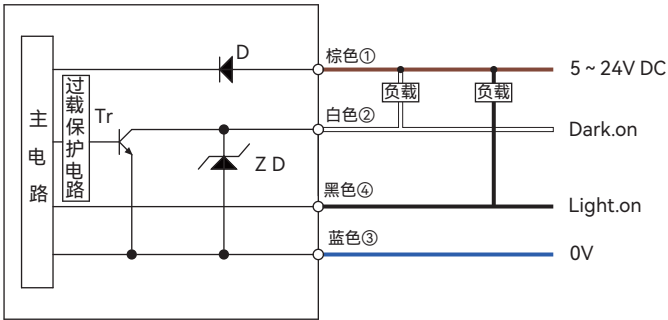 主电路
过载保护电路
Tr
D
Z D
棕色①
白色②
黑色④
蓝色③
负载
负载
5 ~ 24V DC
Dark.on
Light.on
0V